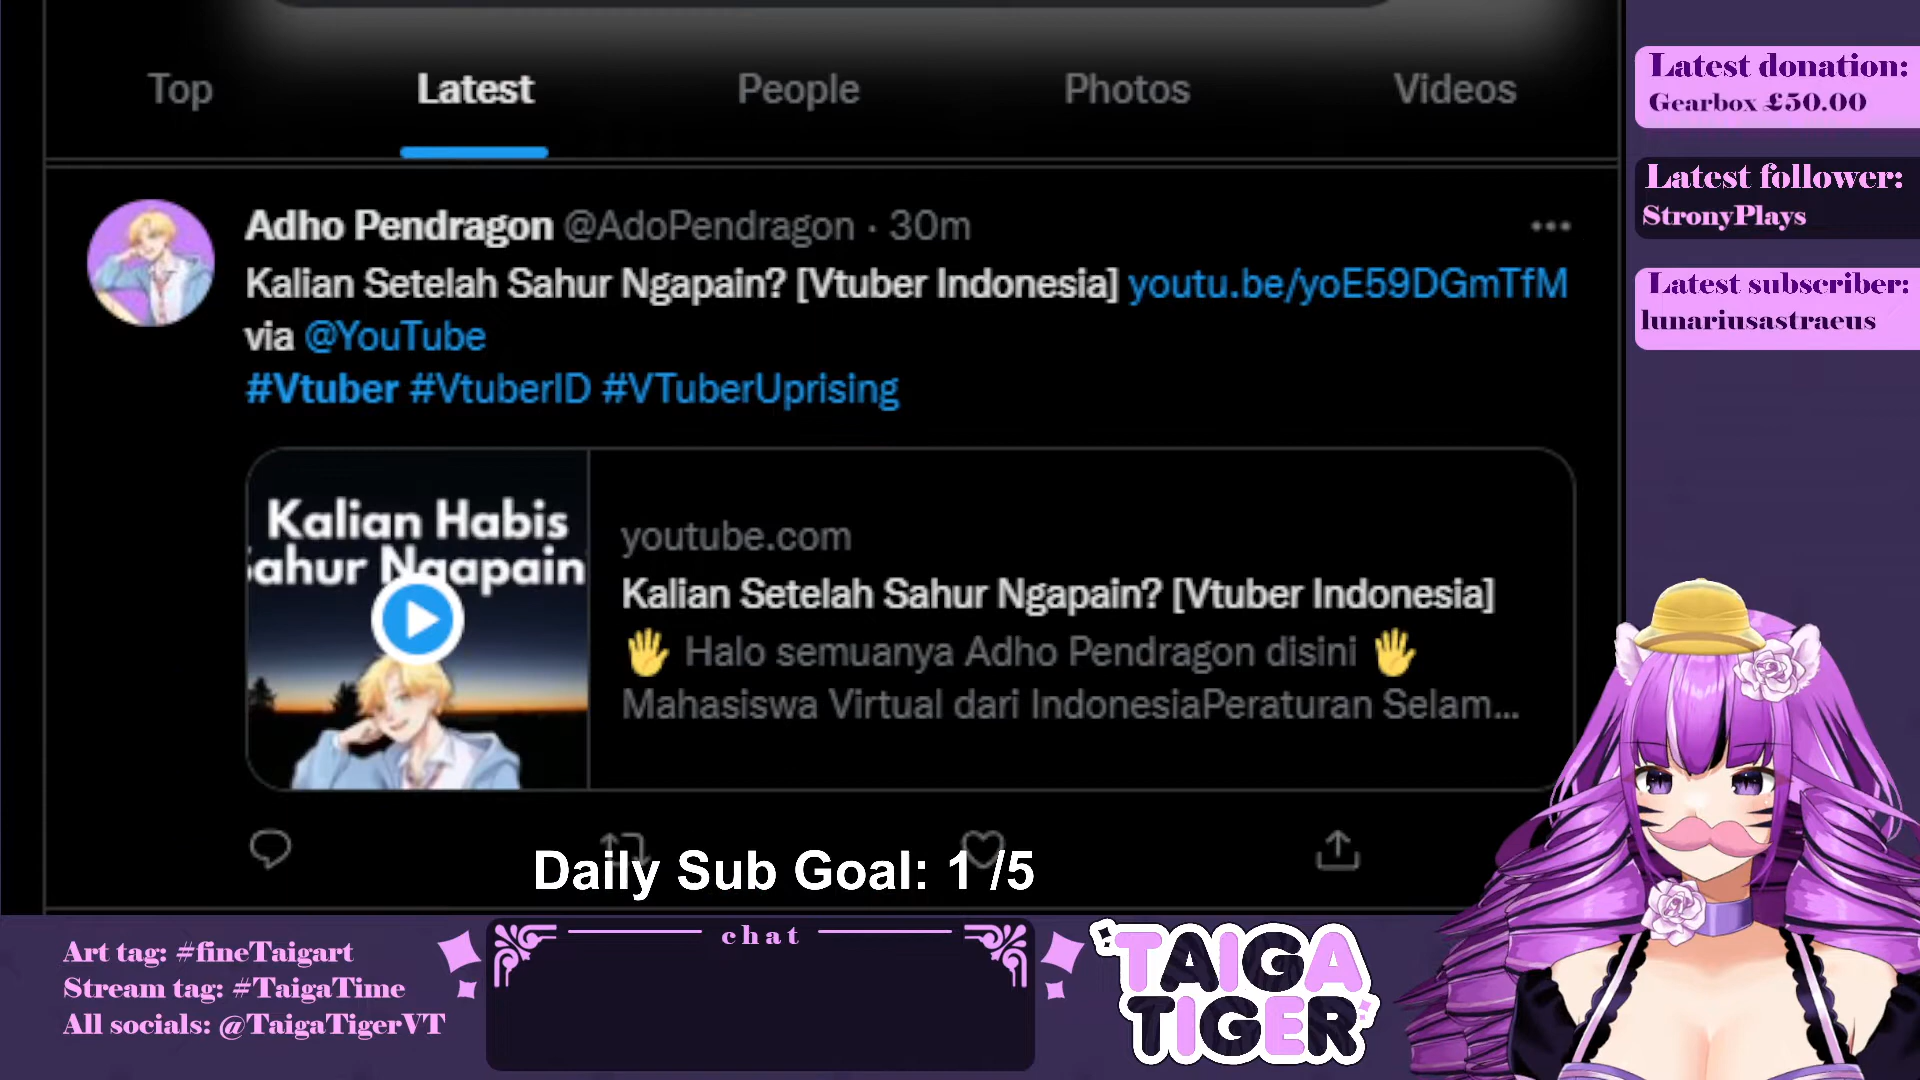 Top Latest People Photos Videos
Adho Pendragon @AdoPendragon · 30m
Kalian Setelah Sahur Ngapain? [Vtuber Indonesia] youtu.be/yoE59DGmTfM
via @YouTube
#Vtuber #VtuberID #VTuberUprising
Kalian Habis
Sahur Ngapain
youtube.com
Kalian Setelah Sahur Ngapain? [Vtuber Indonesia]
🖐 Halo semuanya Adho Pendragon disini 🖐
Mahasiswa Virtual dari IndonesiaPeraturan Selam...
Daily Sub Goal: 1 /5
Latest donation:
Gearbox £50.00
Latest follower:
StronyPlays
Latest subscriber:
lunariusastraeus
Art tag: #fineTaigart
Stream tag: #TaigaTime
All socials: @TaigaTigerVT
chat
TAIGA
TIGER